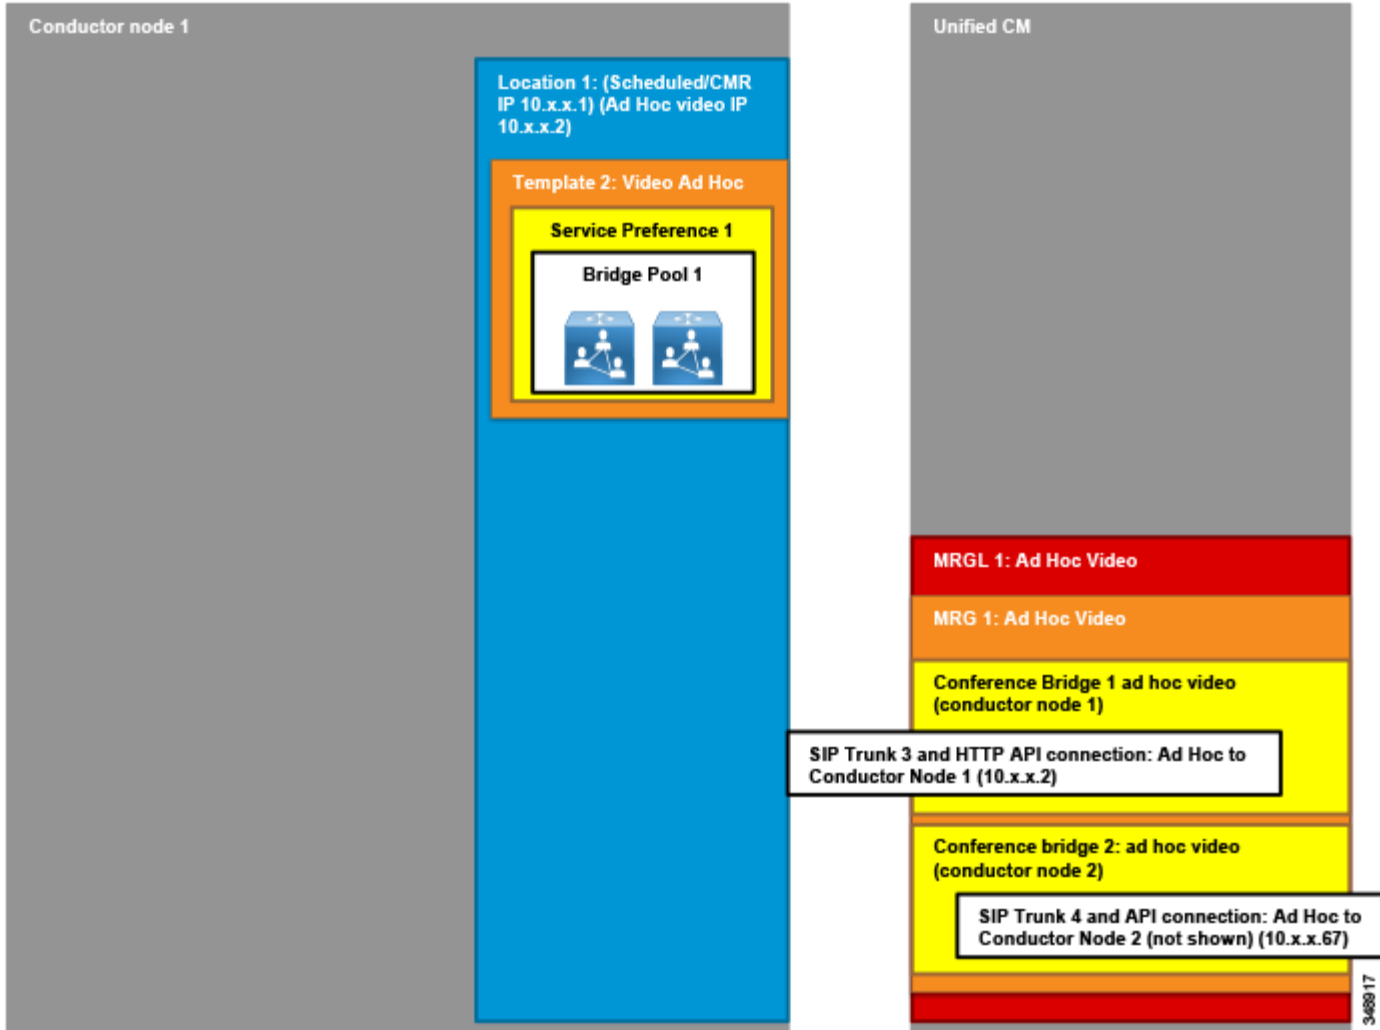 Conductor node 1
Location 1: (Scheduled/CMR
IP 10.x.x.1) (Ad Hoc video IP
10.x.x.2)
Template 2: Video Ad Hoc
Service Preference 1
Bridge Pool 1
Unified CM
MRGL 1: Ad Hoc Video
MRG 1: Ad Hoc Video
Conference Bridge 1 ad hoc video
(conductor node 1)
SIP Trunk 3 and HTTP API connection: Ad Hoc to
Conductor Node 1 (10.x.x.2)
Conference bridge 2: ad hoc video
(conductor node 2)
SIP Trunk 4 and API connection: Ad Hoc to
Conductor Node 2 (not shown) (10.x.x.67)
348917